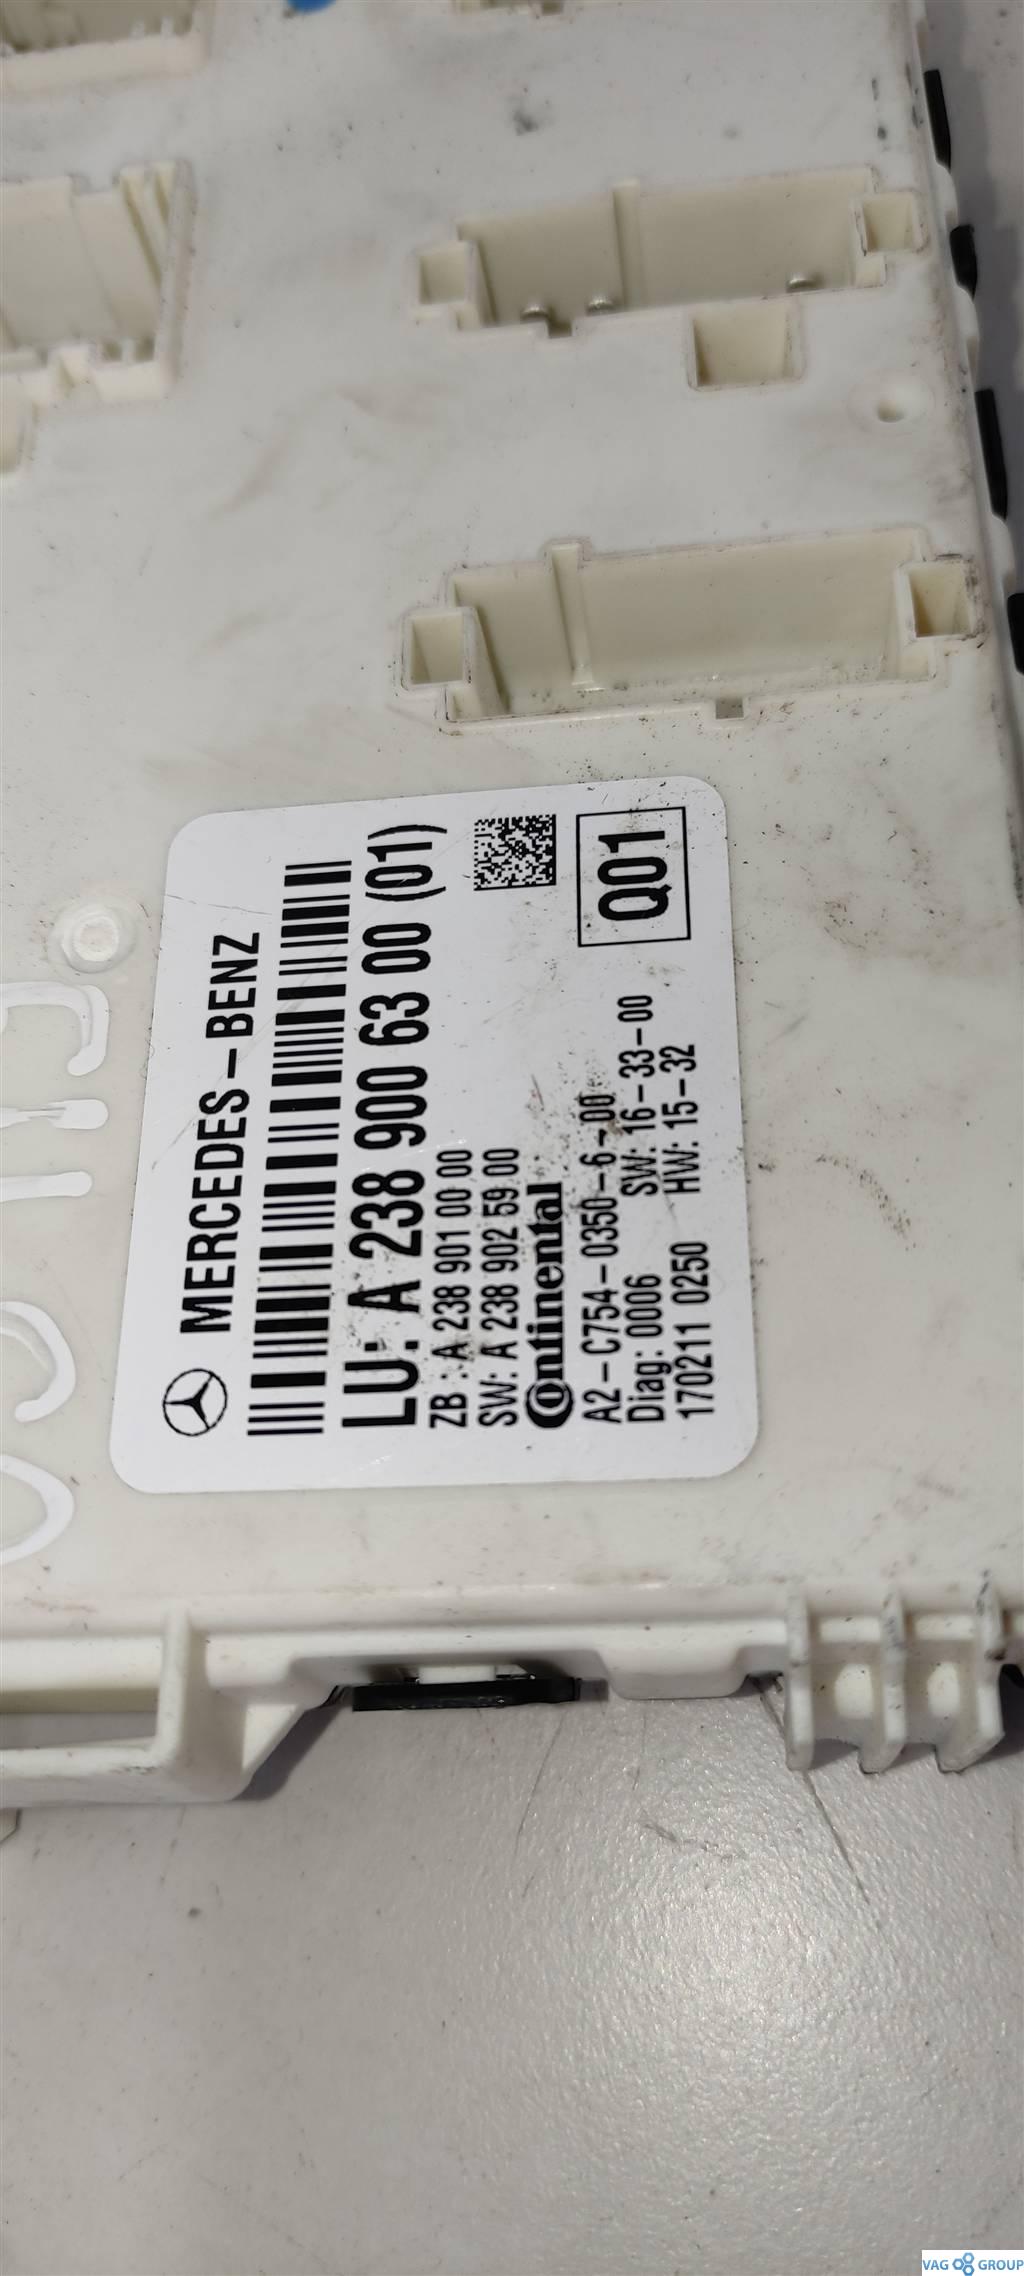 MERCEDES-BENZ
LU: A 238 900 63 00 (01)
ZB : A 238 901 00 00
SW: A 238 902 59 00
Continental
A2-C754-0350-6-00
Diag: 0006 SW: 16-33-00
170211 0250 HW: 15-32
Q01
VAG GROUP